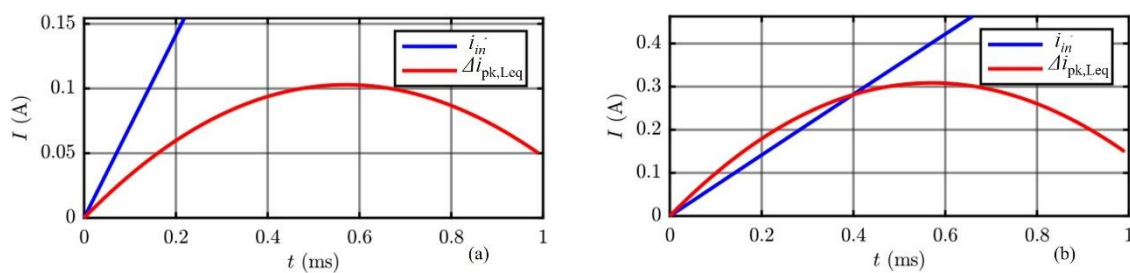 0.15
0.1
0.05
0
I (A)
i_in
Δi_pk,Leq
0 0.2 0.4 0.6 0.8 1
t (ms)
(a)
0.4
0.3
0.2
0.1
0
I (A)
i_in
Δi_pk,Leq
0 0.2 0.4 0.6 0.8 1
t (ms)
(b)